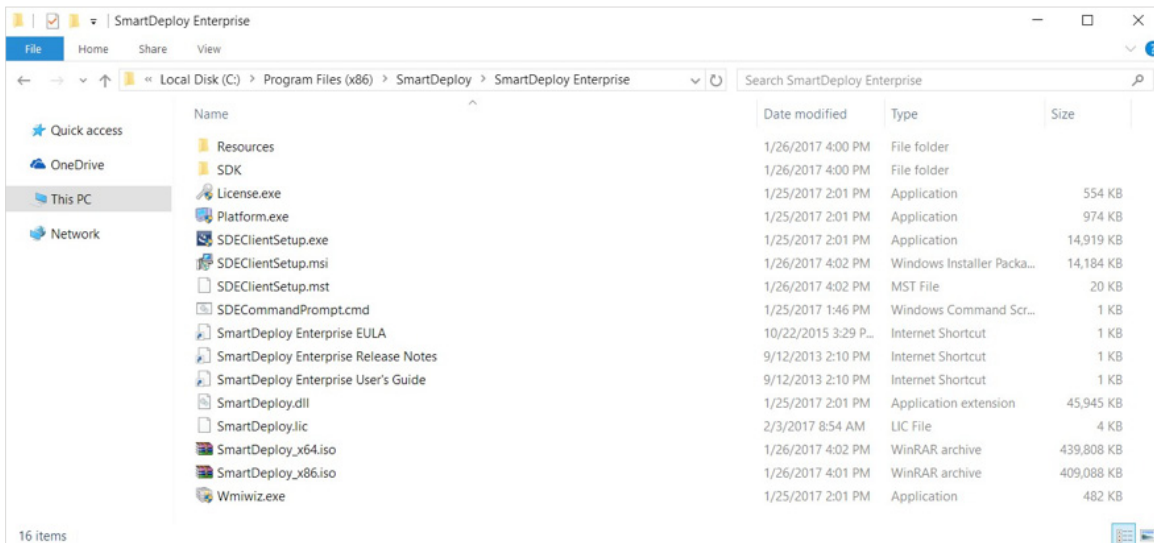 SmartDeploy Enterprise
File Home Share View
« Local Disk (C:) > Program Files (x86) > SmartDeploy > SmartDeploy Enterprise Search SmartDeploy Enterprise
Name Date modified Type Size
Quick access
OneDrive
This PC
Network
Resources 1/26/2017 4:00 PM File folder
SDK 1/26/2017 4:00 PM File folder
License.exe 1/25/2017 2:01 PM Application 554 KB
Platform.exe 1/25/2017 2:01 PM Application 974 KB
SDEClientSetup.exe 1/25/2017 2:01 PM Application 14,919 KB
SDEClientSetup.msi 1/26/2017 4:02 PM Windows Installer Packa... 14,184 KB
SDEClientSetup.mst 1/26/2017 4:02 PM MST File 20 KB
SDECommandPrompt.cmd 1/25/2017 1:46 PM Windows Command Scr... 1 KB
SmartDeploy Enterprise EULA 10/22/2015 3:29 P... Internet Shortcut 1 KB
SmartDeploy Enterprise Release Notes 9/12/2013 2:10 PM Internet Shortcut 1 KB
SmartDeploy Enterprise User's Guide 9/12/2013 2:10 PM Internet Shortcut 1 KB
SmartDeploy.dll 1/25/2017 2:01 PM Application extension 45,945 KB
SmartDeploy.lic 2/3/2017 8:54 AM LIC File 4 KB
SmartDeploy_x64.iso 1/26/2017 4:02 PM WinRAR archive 439,808 KB
SmartDeploy_x86.iso 1/26/2017 4:01 PM WinRAR archive 409,088 KB
Wmiwiz.exe 1/25/2017 2:01 PM Application 482 KB
16 items